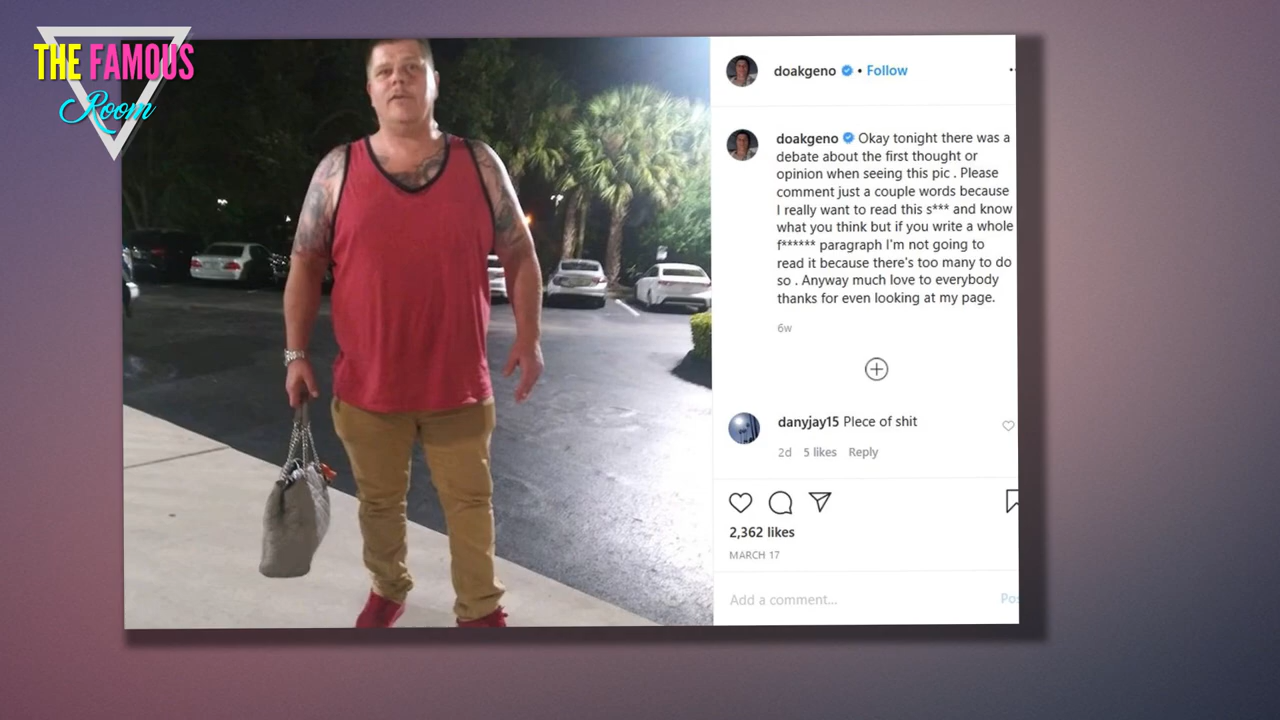 THE FAMOUS
Room
doakgeno • Follow
doakgeno Okay tonight there was a
debate about the first thought or
opinion when seeing this pic . Please
comment just a couple words because
I really want to read this s*** and know
what you think but if you write a whole
f****** paragraph I'm not going to
read it because there's too many to do
so . Anyway much love to everybody
thanks for even looking at my page.
6w
danyjay15 PIece of shit
2d 5 likes Reply
2,362 likes
MARCH 17
Add a comment... Pos